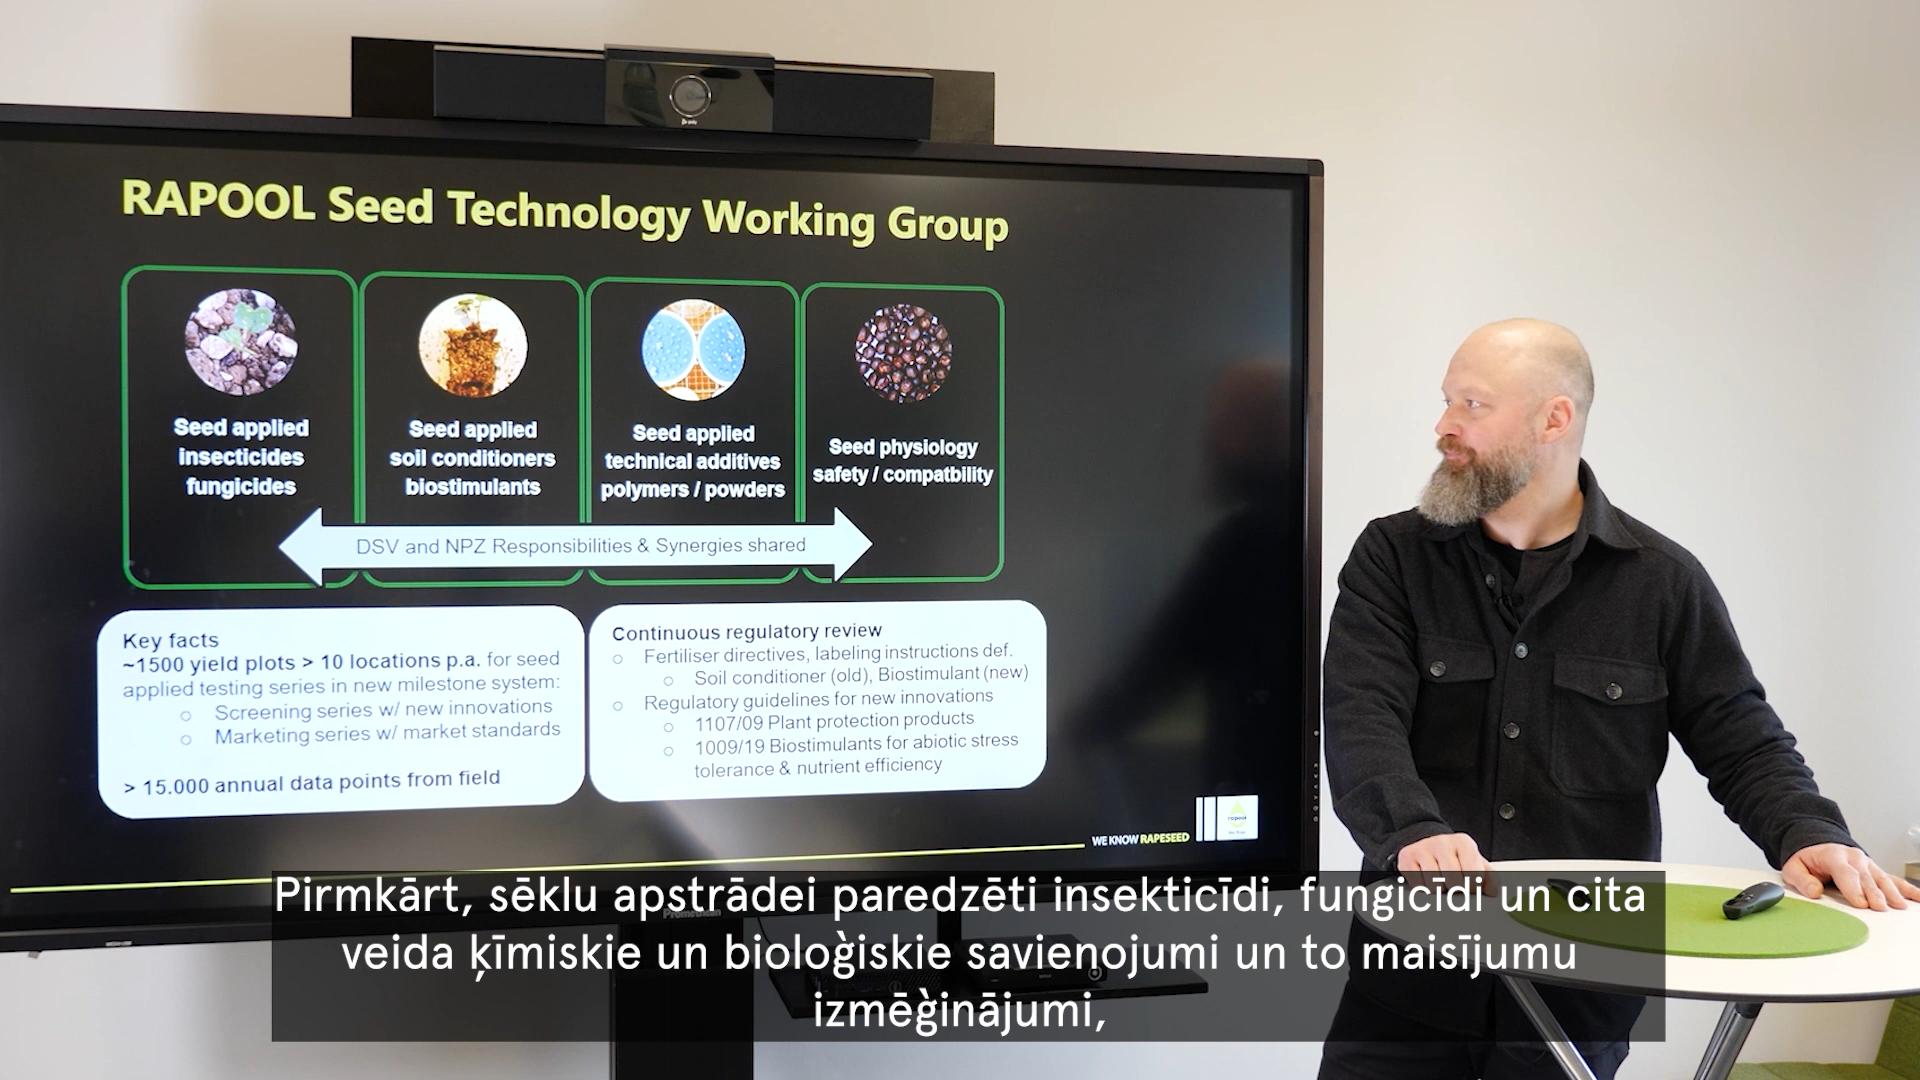 RAPOOL Seed Technology Working Group
Seed applied
insecticides
fungicides
Seed applied
soil conditioners
biostimulants
Seed applied
technical additives
polymers / powders
Seed physiology
safety / compatbility
DSV and NPZ Responsibilities & Synergies shared
Key facts
~1500 yield plots > 10 locations p.a. for seed
applied testing series in new milestone system:
○ Screening series w/ new innovations
○ Marketing series w/ market standards
> 15.000 annual data points from field
Continuous regulatory review
○ Fertiliser directives, labeling instructions def.
○ Soil conditioner (old), Biostimulant (new)
○ Regulatory guidelines for new innovations
○ 1107/09 Plant protection products
○ 1009/19 Biostimulants for abiotic stress
tolerance & nutrient efficiency
WE KNOW RAPESEED
rapool
Promethean
Pirmkārt, sēklu apstrādei paredzēti insekticīdi, fungicīdi un cita
veida ķīmiskie un bioloģiskie savienojumi un to maisījumu
izmēģinājumi,